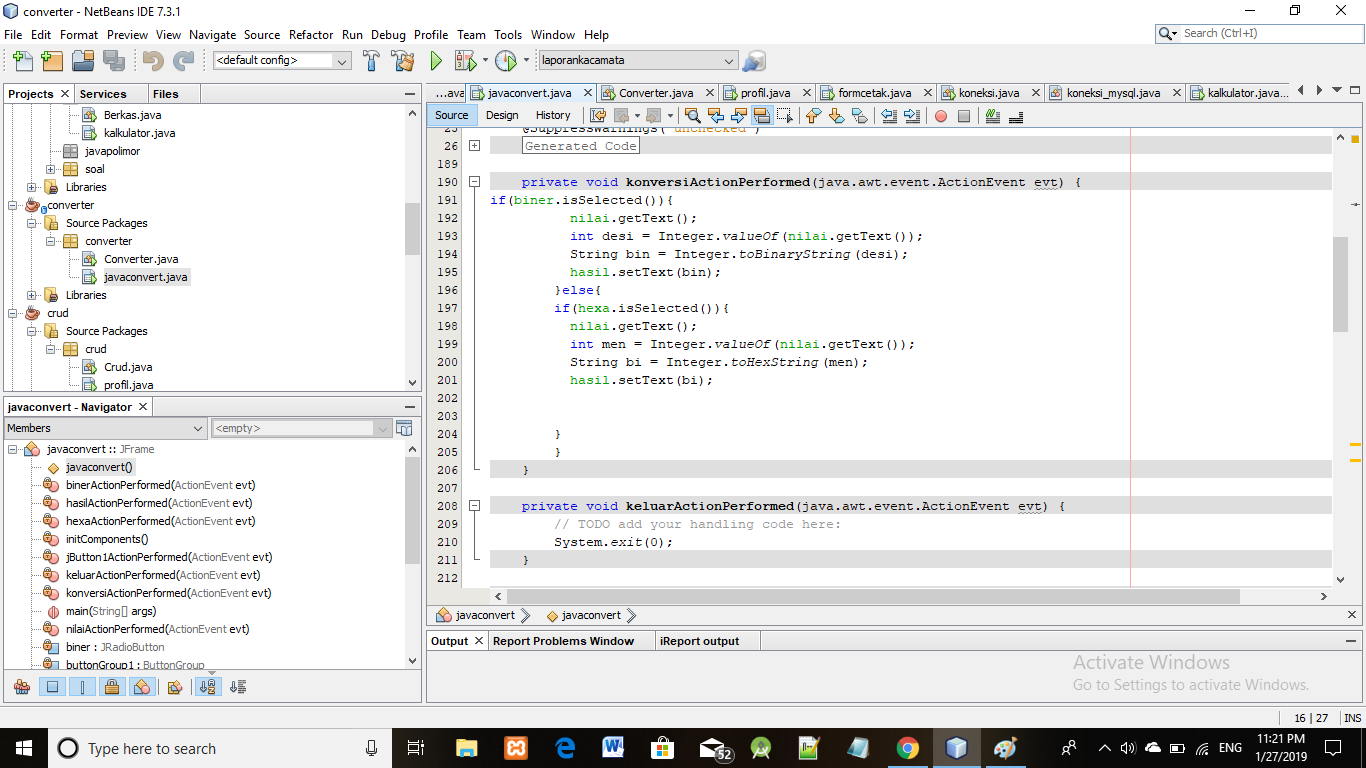 converter - NetBeans IDE 7.3.1
File Edit Format Preview View Navigate Source Refactor Run Debug Profile Team Tools Window Help
Search (Ctrl+I)
<default config>
laporankacamata
Projects
Services
Files
Berkas.java
kalkulator.java
javapolimor
soal
Libraries
converter
Source Packages
converter
Converter.java
javaconvert.java
Libraries
crud
Source Packages
crud
Crud.java
profil.java
javaconvert - Navigator
Members
<empty>
javaconvert :: JFrame
javaconvert()
binerActionPerformed(ActionEvent evt)
hasilActionPerformed(ActionEvent evt)
hexaActionPerformed(ActionEvent evt)
initComponents()
jButton1ActionPerformed(ActionEvent evt)
keluarActionPerformed(ActionEvent evt)
konversiActionPerformed(ActionEvent evt)
main(String[] args)
nilaiActionPerformed(ActionEvent evt)
biner : JRadioButton
buttonGroup1 : ButtonGroup
...ava javaconvert.java Converter.java profil.java formcetak.java koneksi.java koneksi_mysql.java kalkulator.java...
Source Design History
25 @SuppressWarnings("unchecked")
26 Generated Code
189
190 private void konversiActionPerformed(java.awt.event.ActionEvent evt) {
191 if(biner.isSelected()){
192 nilai.getText();
193 int desi = Integer.valueOf(nilai.getText());
194 String bin = Integer.toBinaryString(desi);
195 hasil.setText(bin);
196 }else{
197 if(hexa.isSelected()){
198 nilai.getText();
199 int men = Integer.valueOf(nilai.getText());
200 String bi = Integer.toHexString(men);
201 hasil.setText(bi);
202
203
204 }
205 }
206 }
207
208 private void keluarActionPerformed(java.awt.event.ActionEvent evt) {
209 // TODO add your handling code here:
210 System.exit(0);
211 }
212
javaconvert javaconvert
Output Report Problems Window iReport output
Activate Windows
Go to Settings to activate Windows.
16 | 27 INS
Type here to search
52
ENG
11:21 PM
1/27/2019